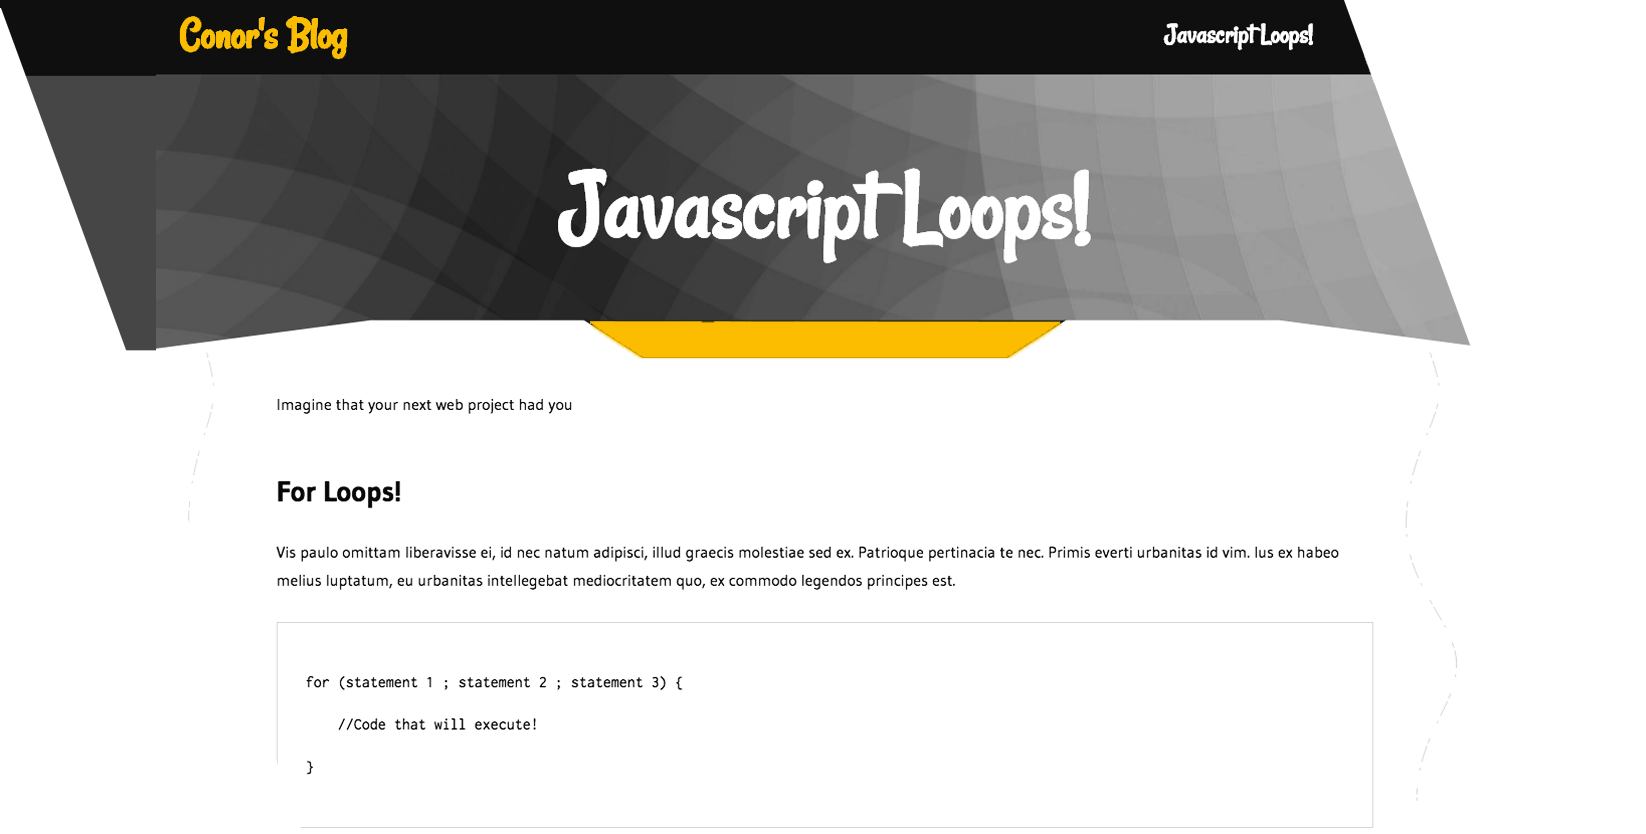 Conor's Blog
Javascript Loops!
Javascript Loops!
Imagine that your next web project had you
For Loops!
Vis paulo omittam liberavisse ei, id nec natum adipisci, illud graecis molestiae sed ex. Patrioque pertinacia te nec. Primis everti urbanitas id vim. Ius ex habeo
melius luptatum, eu urbanitas intellegebat mediocritatem quo, ex commodo legendos principes est.
for (statement 1 ; statement 2 ; statement 3) {
//Code that will execute!
}